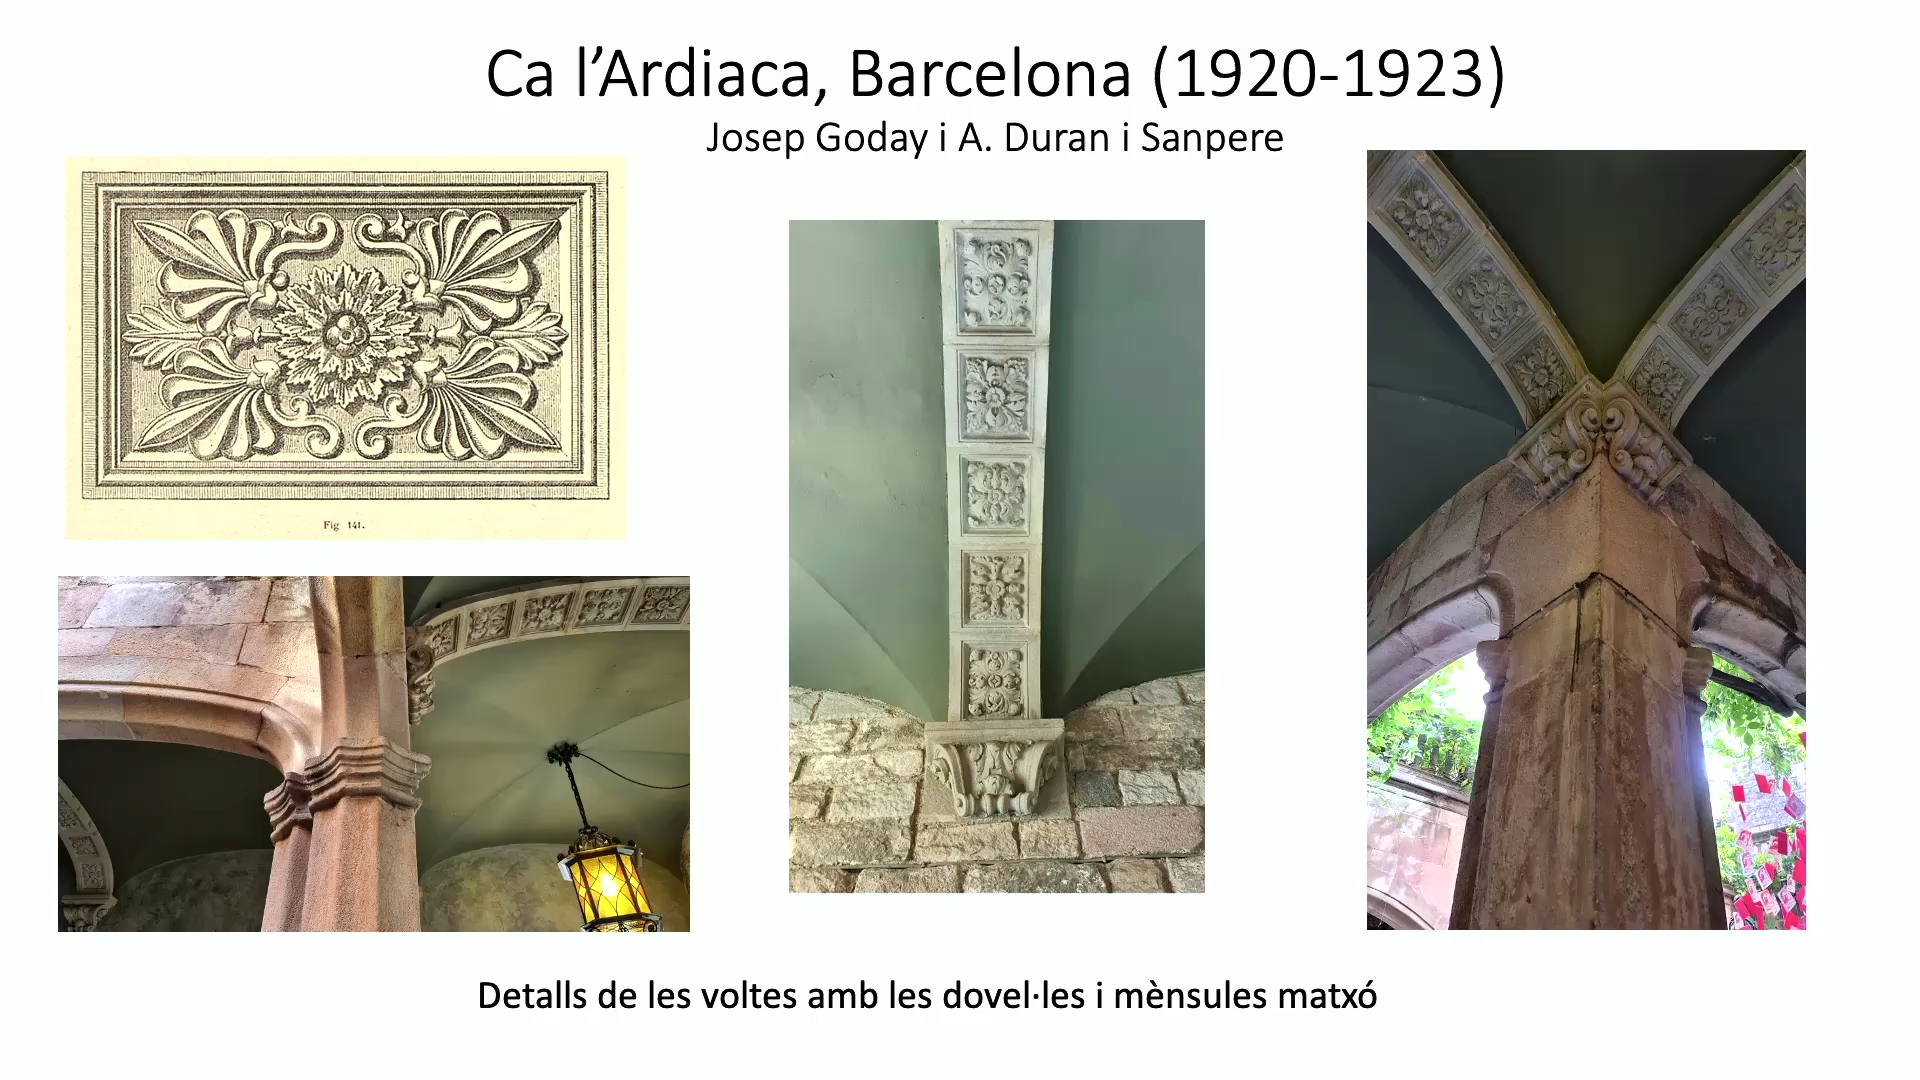 Ca l’Ardiaca, Barcelona (1920-1923)
Josep Goday i A. Duran i Sanpere
Fig 141.
Detalls de les voltes amb les dovel·les i mènsules matxó